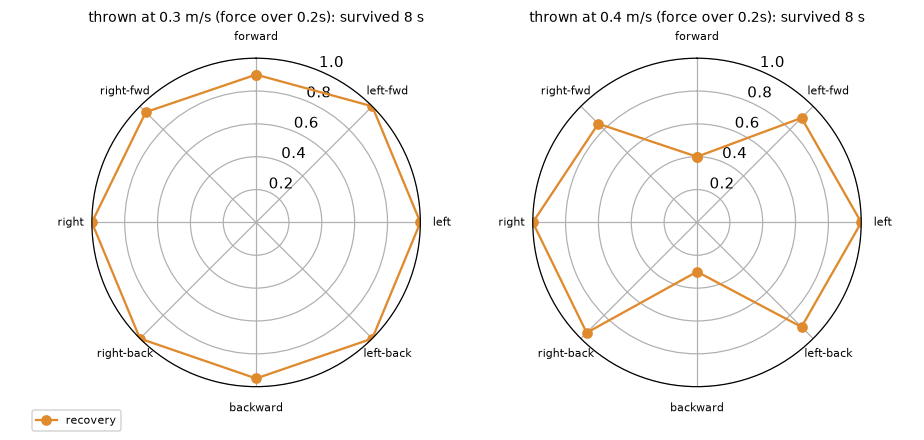 thrown at 0.3 m/s (force over 0.2s): survived 8 s
forward
right-fwd
left-fwd
right
left
right-back
left-back
backward
1.0
0.8
0.6
0.4
0.2
recovery
thrown at 0.4 m/s (force over 0.2s): survived 8 s
forward
right-fwd
left-fwd
right
left
right-back
left-back
backward
1.0
0.8
0.6
0.4
0.2